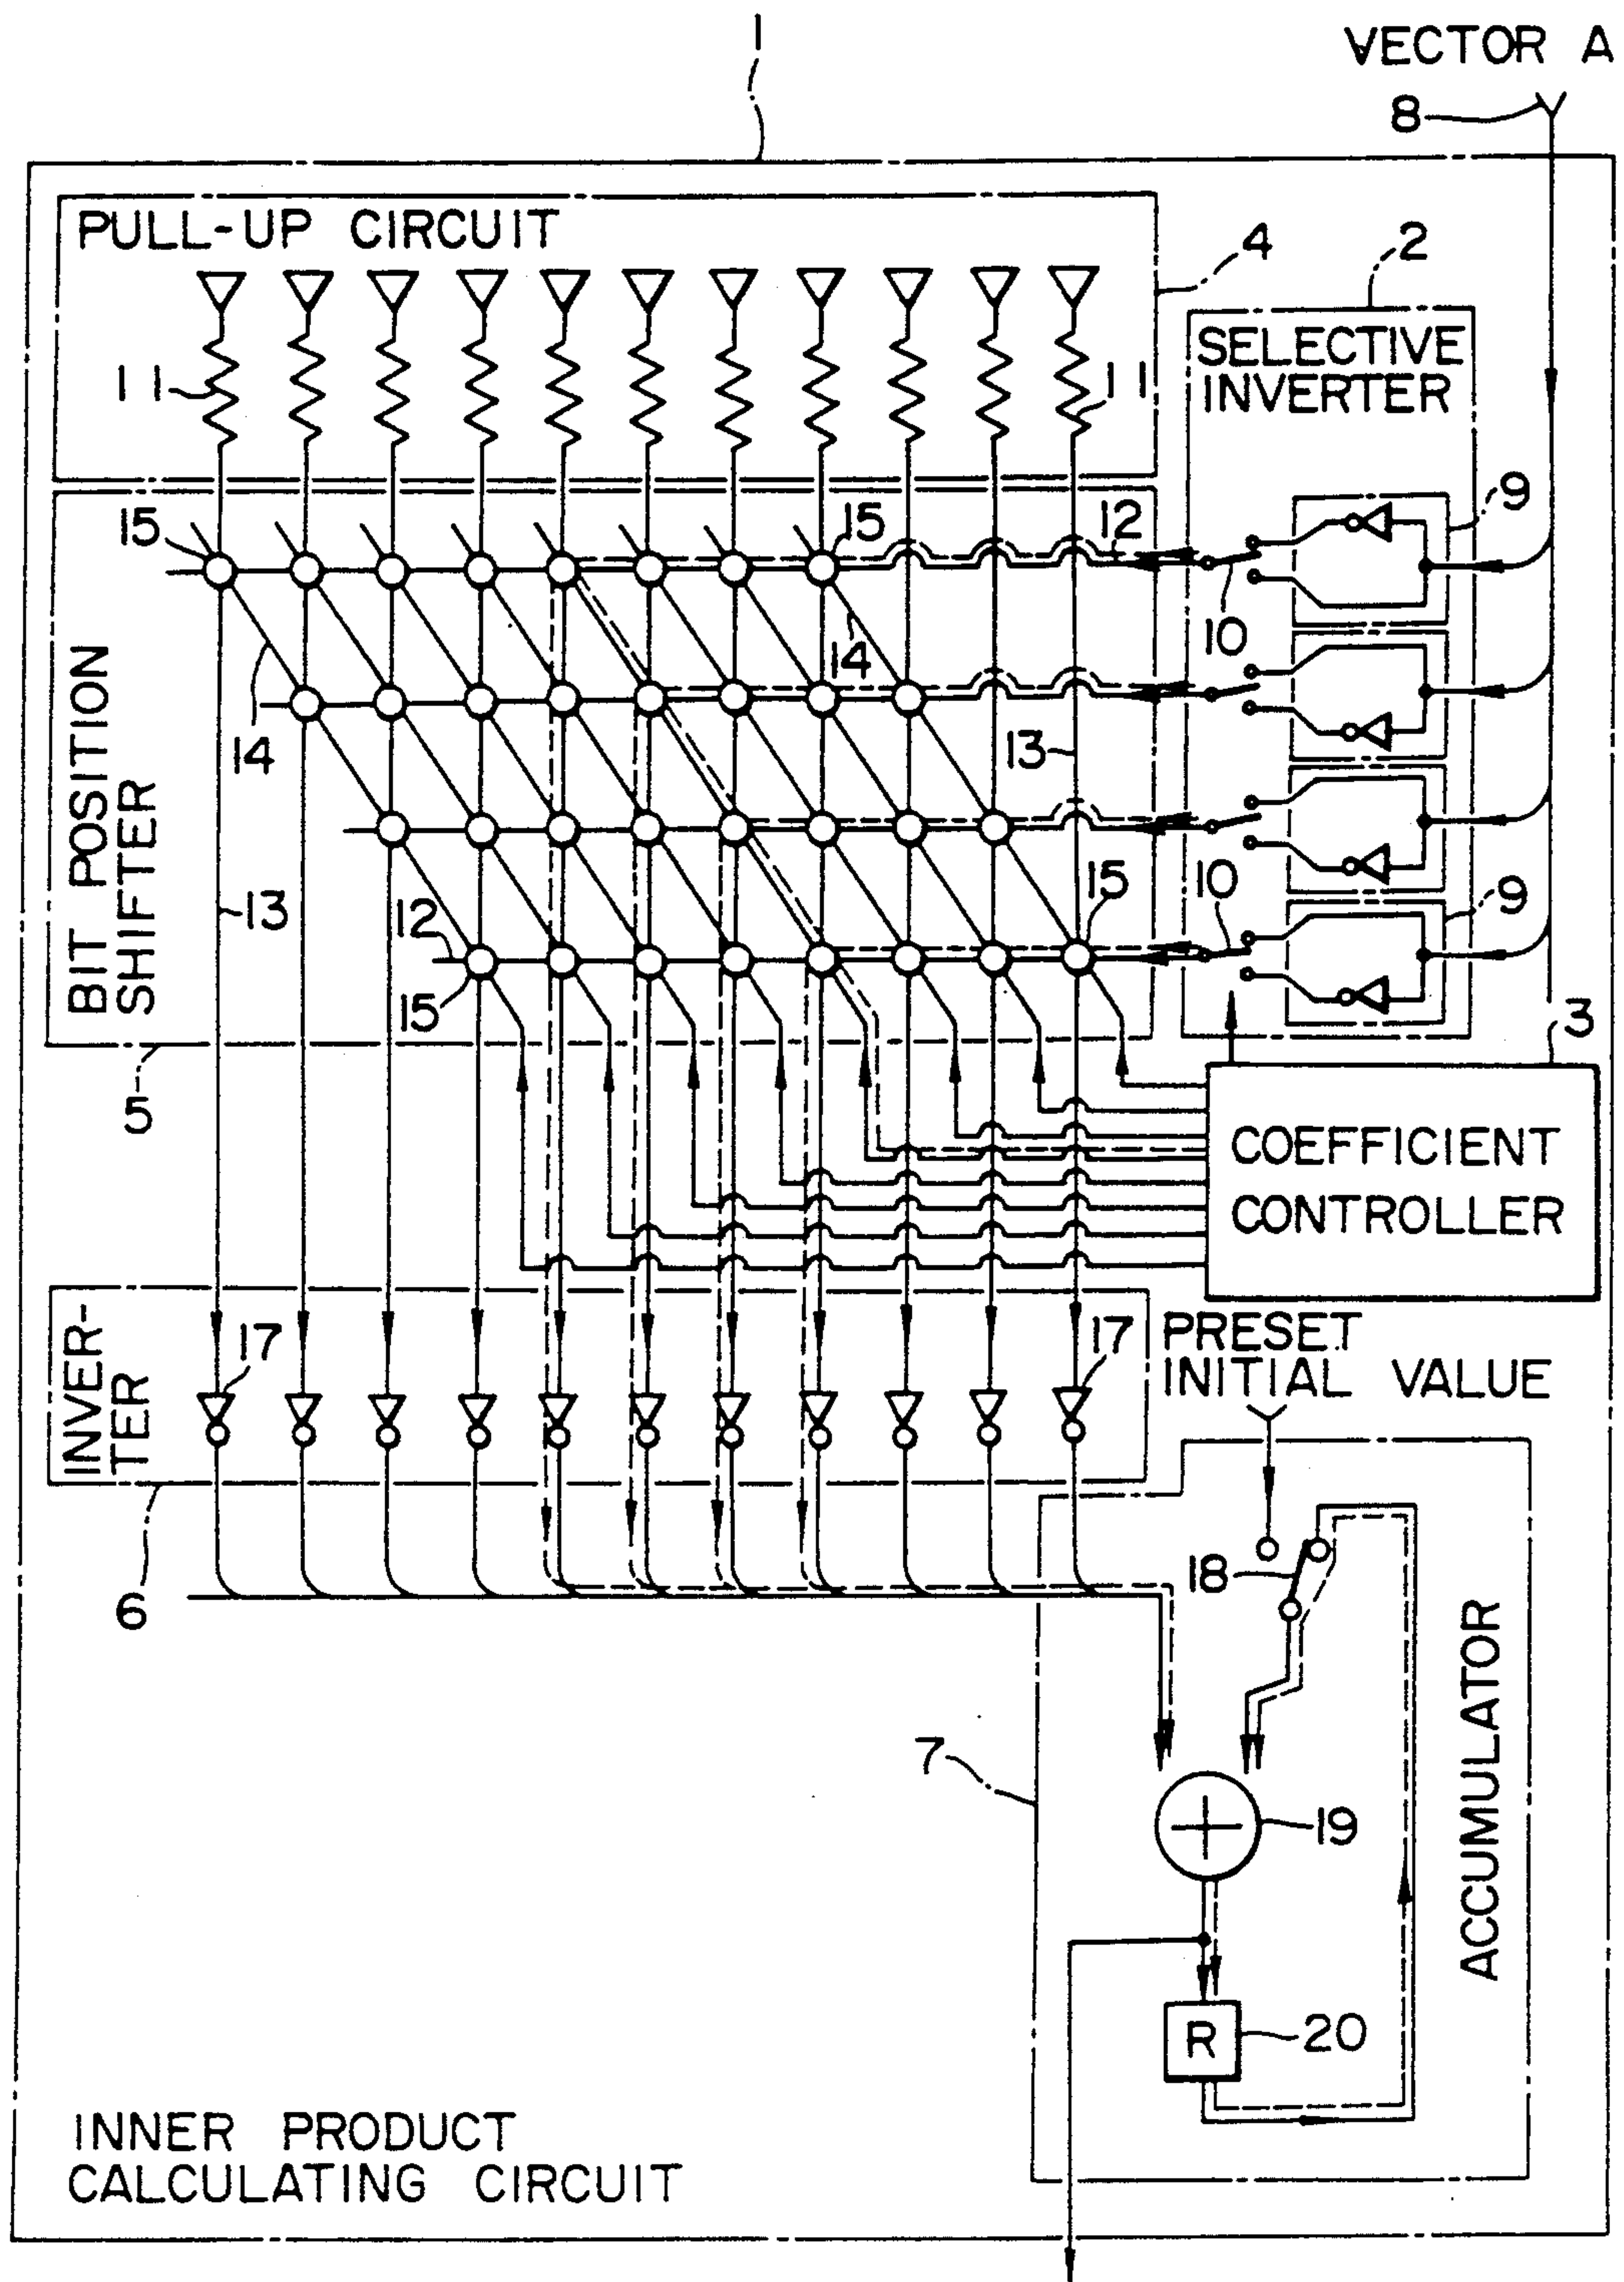 1
VECTOR A
8
PULL-UP CIRCUIT
4
2
SELECTIVE
INVERTER
11
11
9
15
15
12
10
14
14
13
BIT POSITION
SHIFTER
13
12
15
15
10
9
3
5
COEFFICIENT
CONTROLLER
INVER-
TER
17
17
PRESET
INITIAL VALUE
6
18
7
19
ACCUMULATOR
R
20
INNER PRODUCT
CALCULATING CIRCUIT